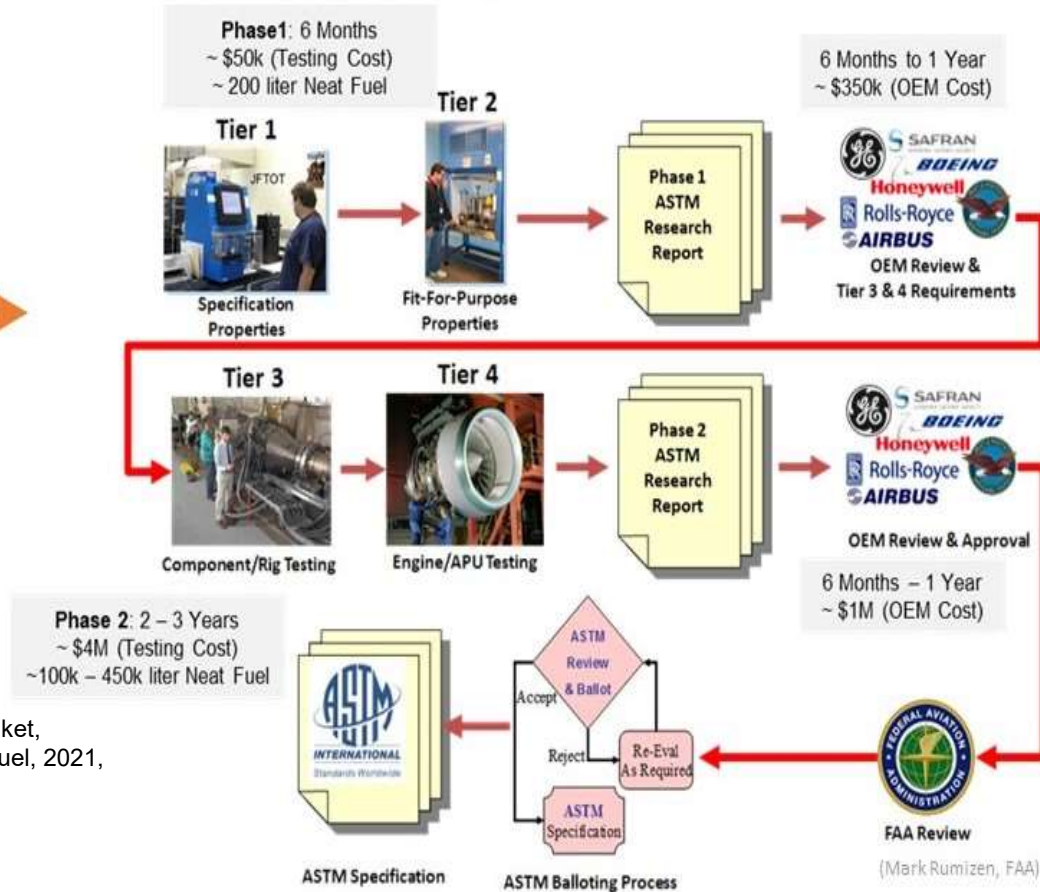 Phase1: 6 Months
~ $50k (Testing Cost)
~ 200 liter Neat Fuel
6 Months to 1 Year
~ $350k (OEM Cost)
Tier 1
Tier 2
JFTOT
Specification
Properties
Fit-For-Purpose
Properties
Phase 1
ASTM
Research
Report
GE
SAFRAN
BOEING
Honeywell
Rolls-Royce
AIRBUS
OEM Review &
Tier 3 & 4 Requirements
Tier 3
Tier 4
Component/Rig Testing
Engine/APU Testing
Phase 2
ASTM
Research
Report
GE
SAFRAN
BOEING
Honeywell
Rolls-Royce
AIRBUS
OEM Review & Approval
6 Months – 1 Year
~ $1M (OEM Cost)
Phase 2: 2 – 3 Years
~ $4M (Testing Cost)
~100k – 450k liter Neat Fuel
ket,
uel, 2021,
ASTM
INTERNATIONAL
Standards Worldwide
ASTM Specification
ASTM
Review
& Ballot
Accept
Reject
Re-Eval
As Required
ASTM
Specification
ASTM Balloting Process
FEDERAL AVIATION
ADMINISTRATION
FAA Review
(Mark Rumizen, FAA)